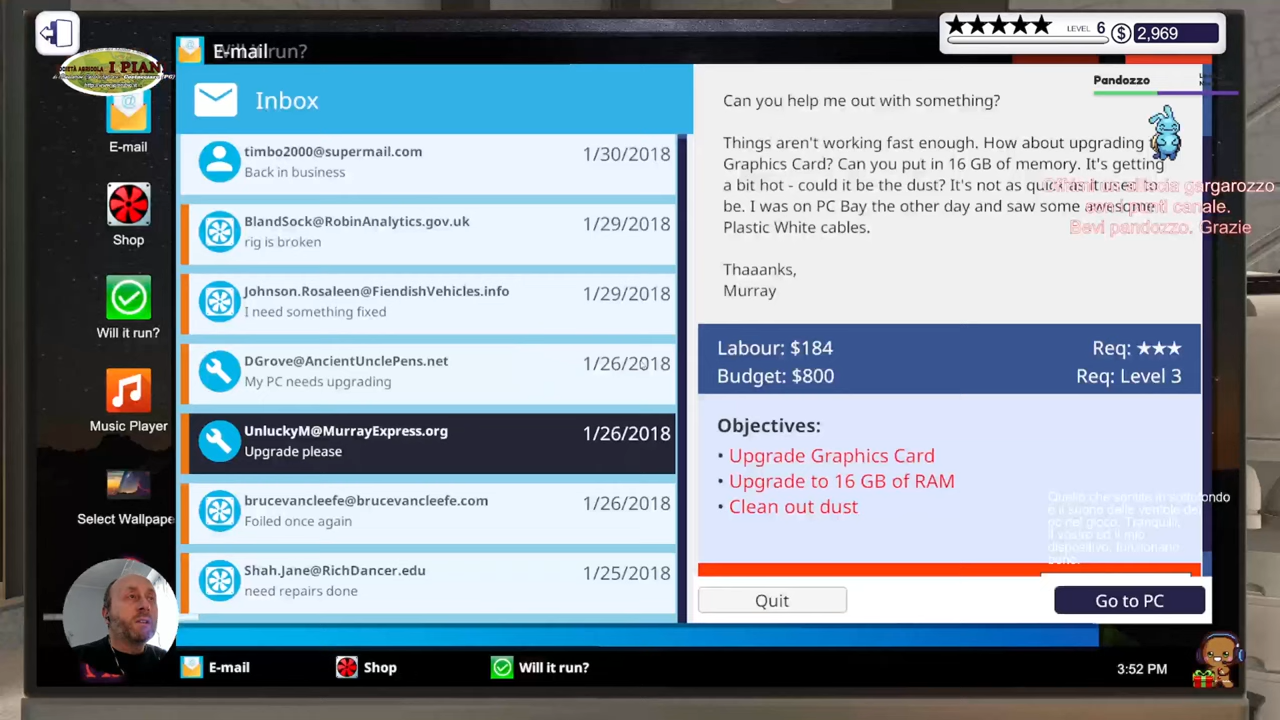 E-mail
LEVEL 6
$ 2,969
I PIAN
E-mail
Shop
Will it run?
Music Player
Select Wallpape
Inbox
timbo2000@supermail.com
1/30/2018
Back in business
BlandSock@RobinAnalytics.gov.uk
1/29/2018
rig is broken
Johnson.Rosaleen@FiendishVehicles.info
1/29/2018
I need something fixed
DGrove@AncientUnclePens.net
1/26/2018
My PC needs upgrading
UnluckyM@MurrayExpress.org
1/26/2018
Upgrade please
brucevancleefe@brucevancleefe.com
1/26/2018
Foiled once again
Shah.Jane@RichDancer.edu
1/25/2018
need repairs done
Can you help me out with something?
Things aren't working fast enough. How about upgrading
Graphics Card? Can you put in 16 GB of memory. It's getting
a bit hot - could it be the dust? It's not as quick as it used to
be. I was on PC Bay the other day and saw some awesome
Plastic White cables.
Thaaanks,
Murray
Pandozzo
gargarozzo
punti canale.
Bevi pandozzo. Grazie
Labour: $184
Req: ★★★
Budget: $800
Req: Level 3
Objectives:
• Upgrade Graphics Card
• Upgrade to 16 GB of RAM
• Clean out dust
Quit
Go to PC
E-mail
Shop
Will it run?
3:52 PM